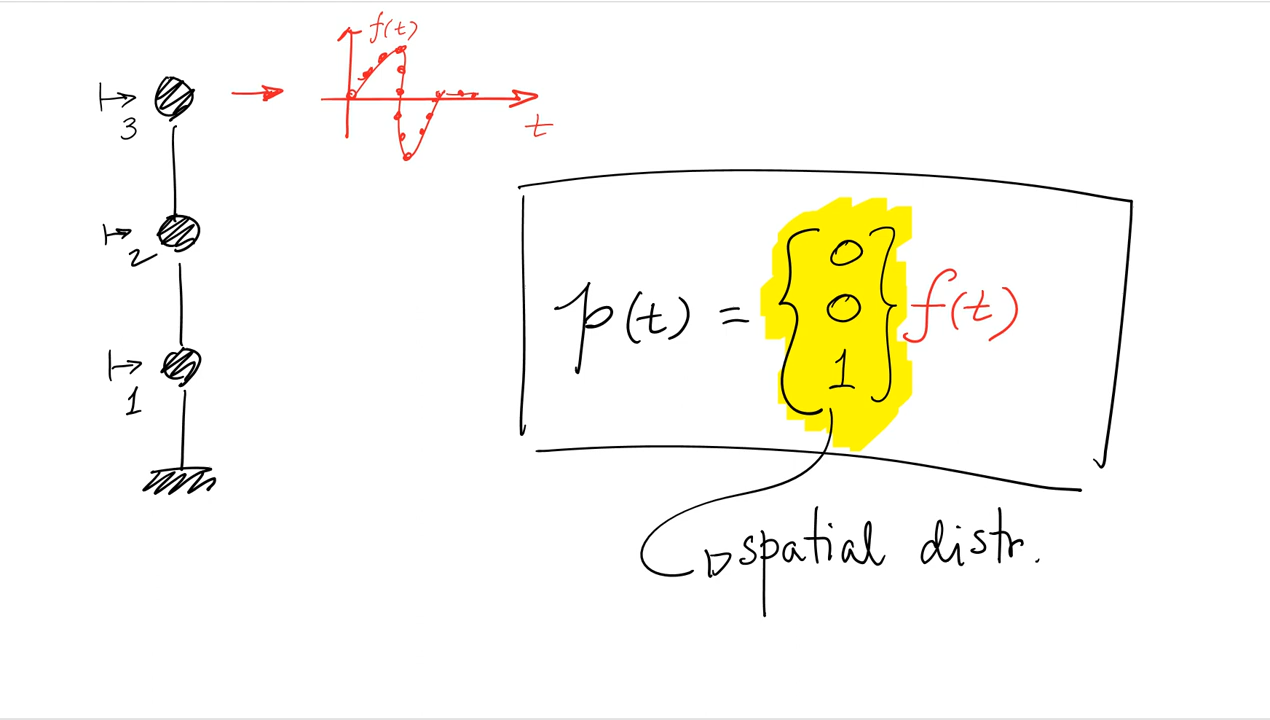 f(t)
3
t
2
p(t) = { 0 0 1 } f(t)
1
spatial distr.